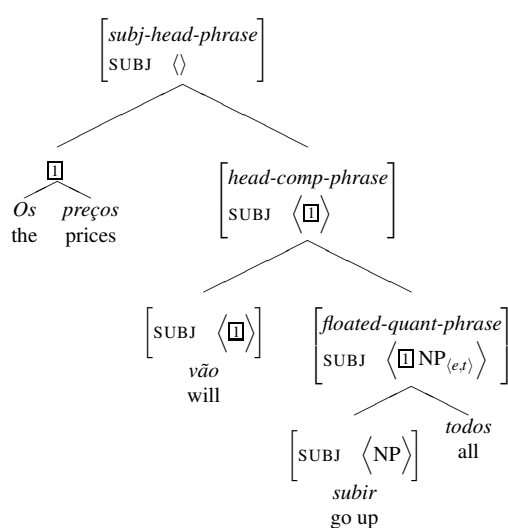 subj-head-phrase
SUBJ ⟨⟩
1
Os preços
the prices
head-comp-phrase
SUBJ ⟨1⟩
SUBJ ⟨1⟩
vão
will
floated-quant-phrase
SUBJ ⟨1 NP⟨e,t⟩⟩
SUBJ ⟨NP⟩
subir
go up
todos
all